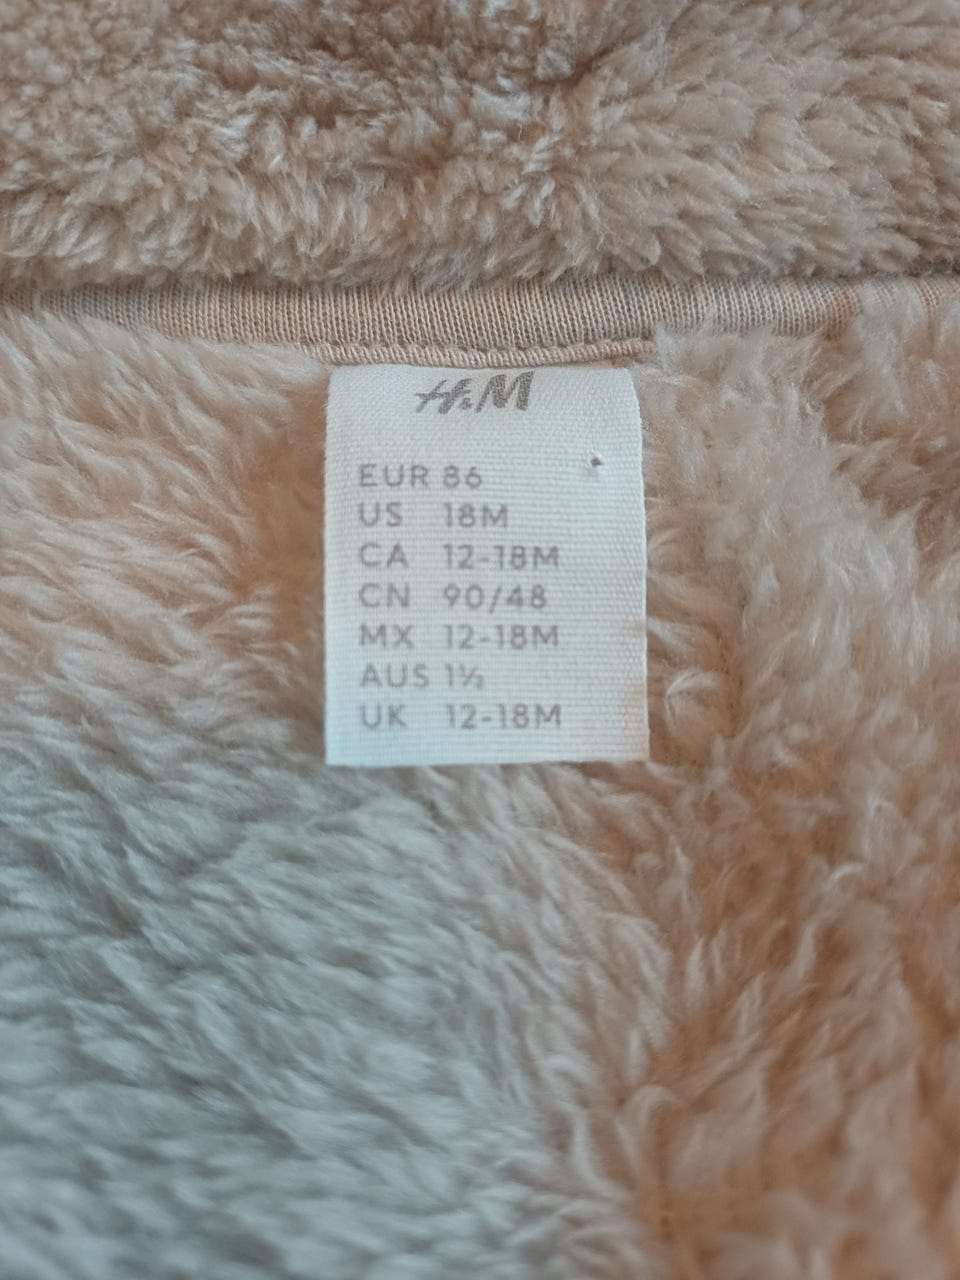 H&M
EUR 86
US 18M
CA 12-18M
CN 90/48
MX 12-18M
AUS 1½
UK 12-18M